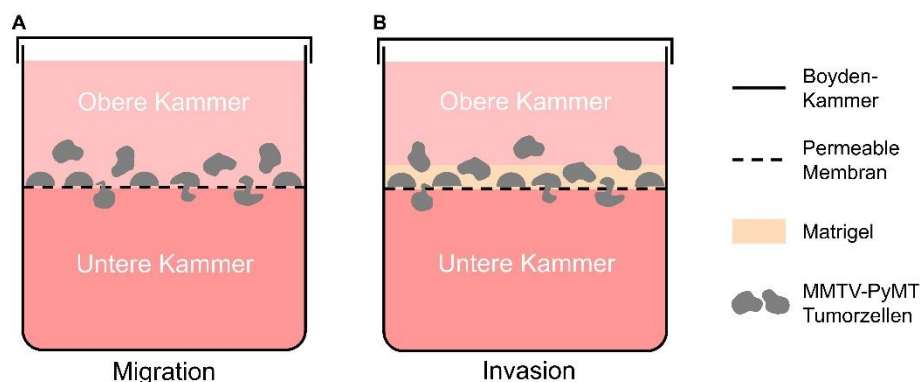 A
Obere Kammer
Untere Kammer
Migration
B
Obere Kammer
Untere Kammer
Invasion
Boyden-
Kammer
Permeable
Membran
Matrigel
MMTV-PyMT
Tumorzellen